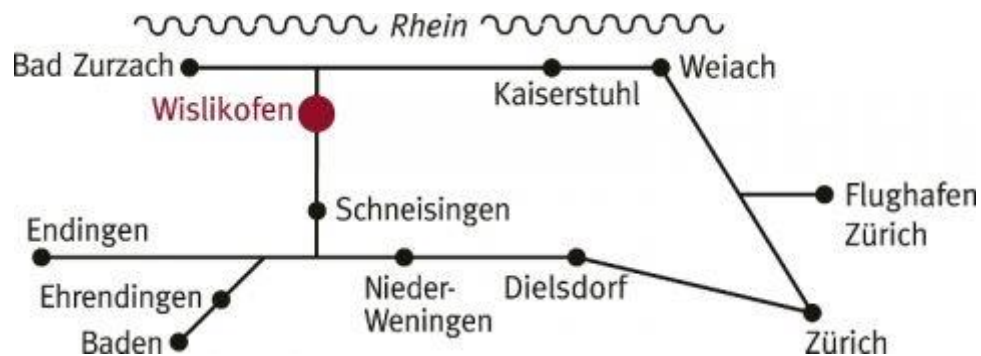 Rhein
Bad Zurzach
Weiach
Kaiserstuhl
Wislikofen
Flughafen
Zürich
Schneisingen
Endingen
Nieder-
Weningen
Dielsdorf
Ehrendingen
Baden
Zürich